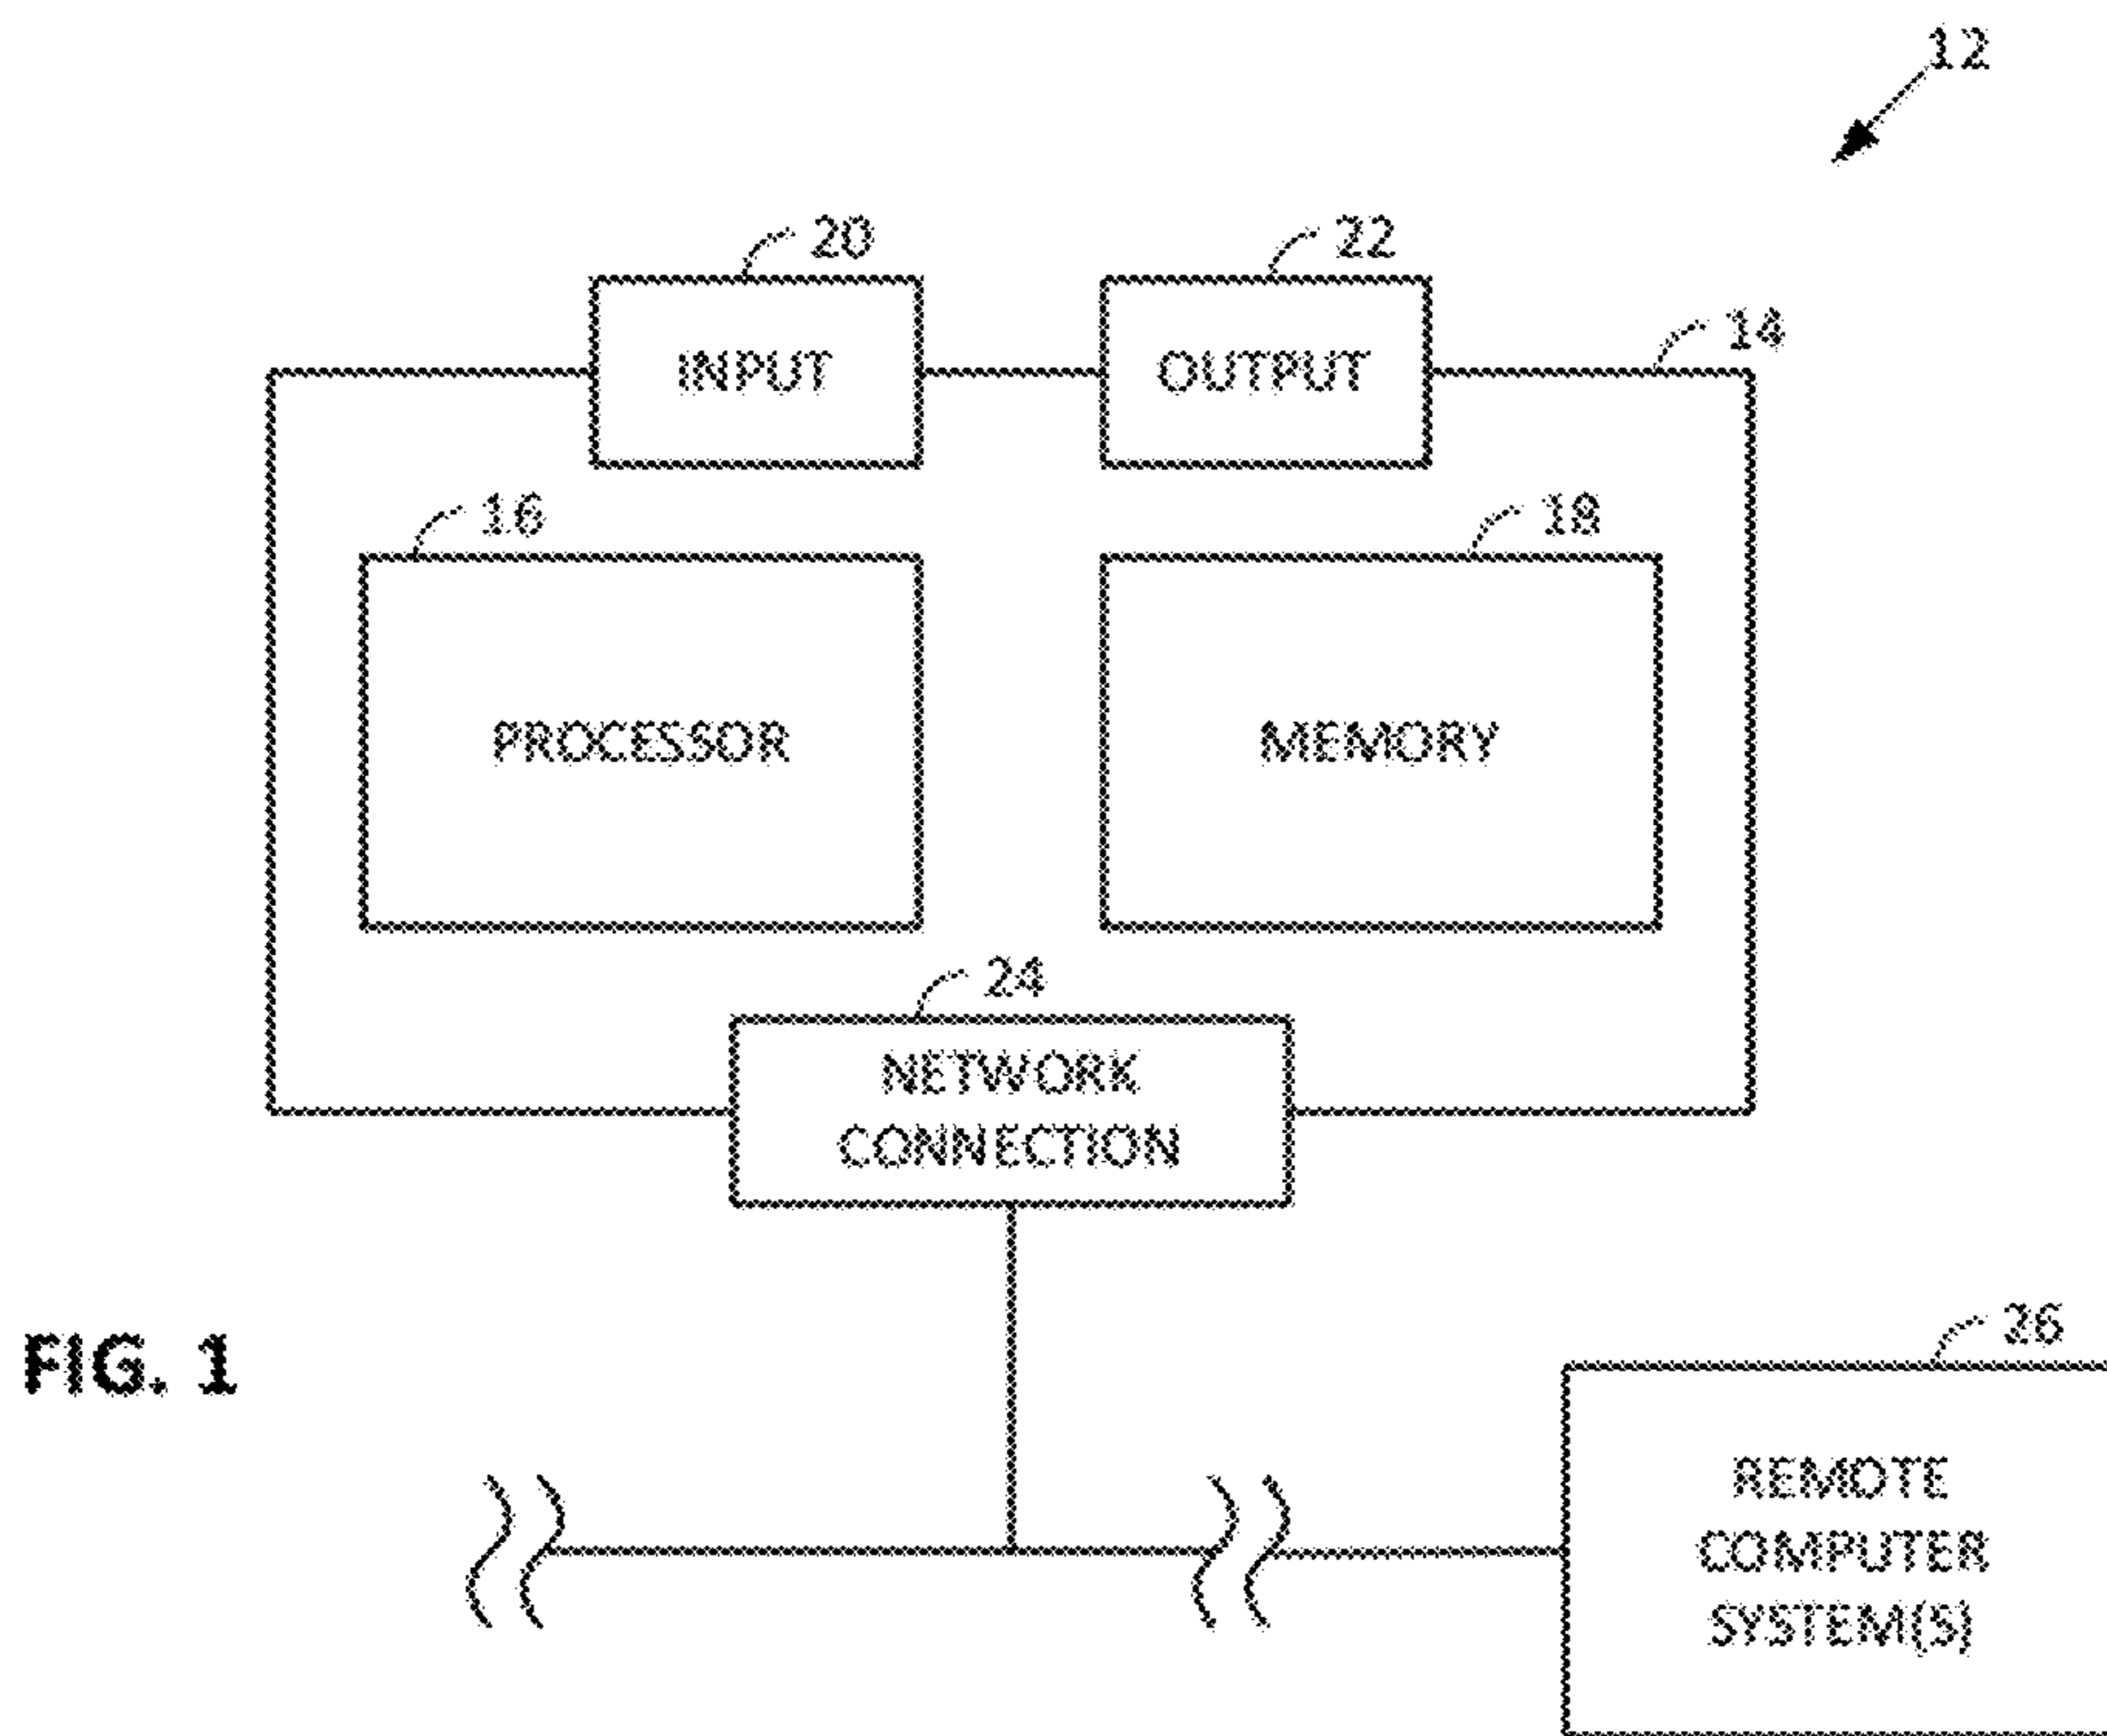 12
20
22
14
INPUT
OUTPUT
16
18
PROCESSOR
MEMORY
24
NETWORK
CONNECTION
FIG. 1
26
REMOTE
COMPUTER
SYSTEM(S)